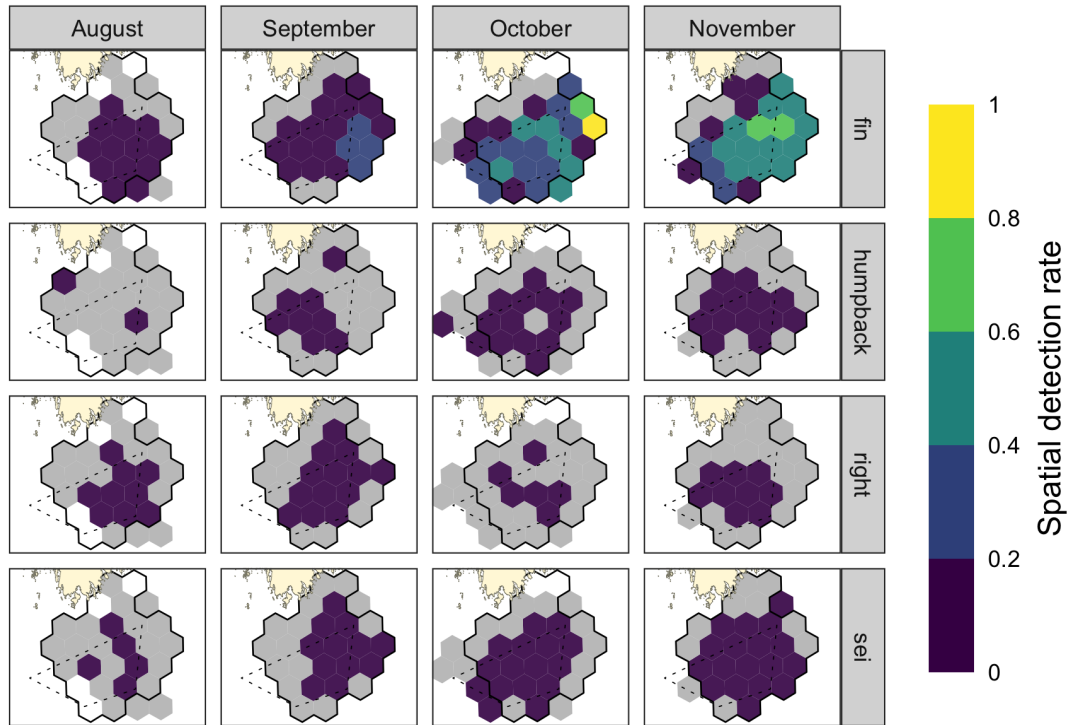 August
September
October
November
fin
humpback
right
sei
1
0.8
0.6
0.4
0.2
0
Spatial detection rate